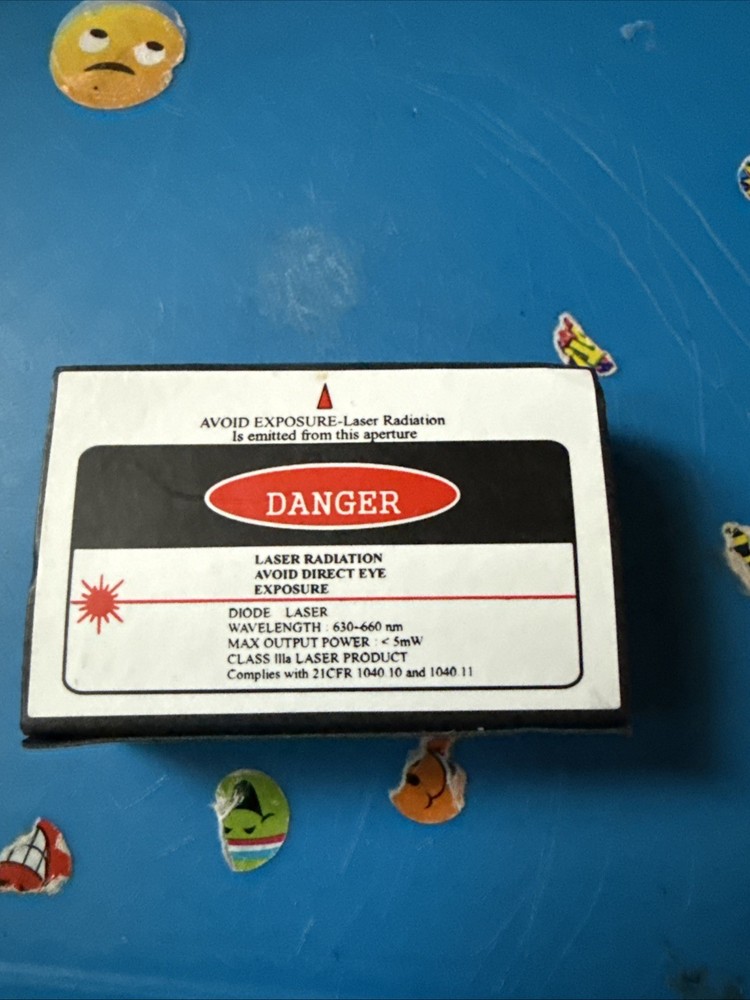 AVOID EXPOSURE-Laser Radiation
Is emitted from this aperture
DANGER
LASER RADIATION
AVOID DIRECT EYE
EXPOSURE
DIODE LASER
WAVELENGTH : 630-660 nm
MAX OUTPUT POWER : < 5mW
CLASS IIIa LASER PRODUCT
Complies with 21CFR 1040.10 and 1040.11